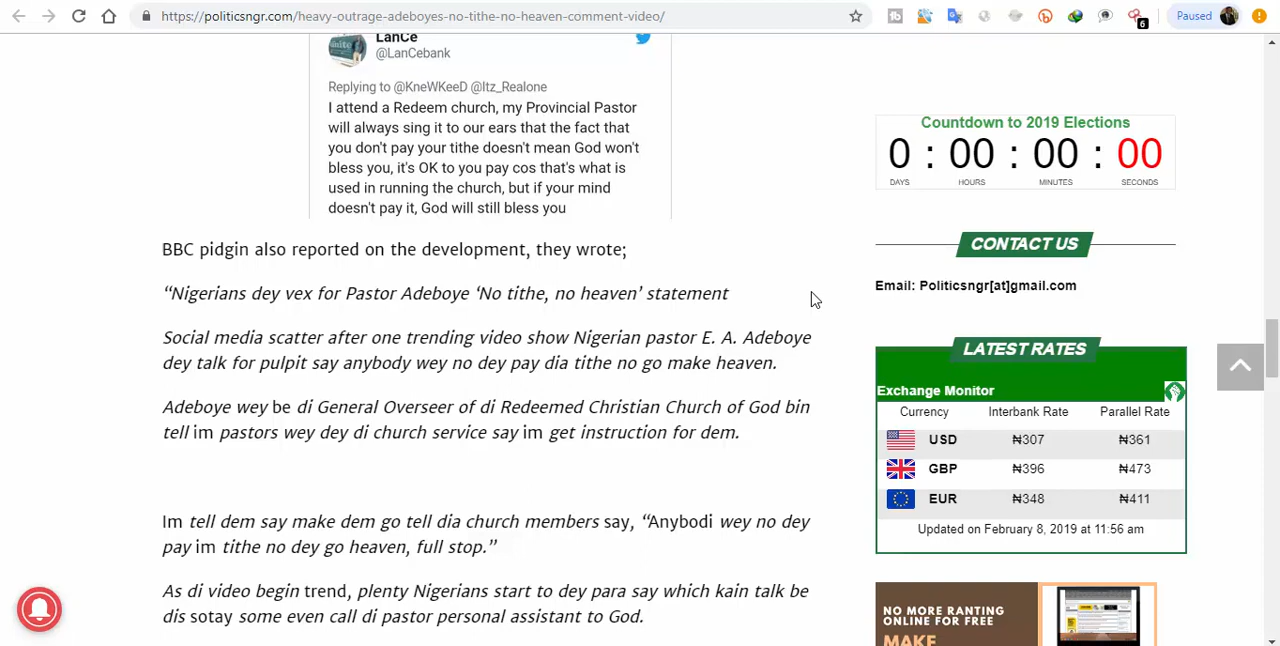 https://politicsngr.com/heavy-outrage-adeboyes-no-tithe-no-heaven-comment-video/
6
Paused
LanCe
@LanCebank
Replying to @KneWKeeD @Itz_Realone
I attend a Redeem church, my Provincial Pastor
will always sing it to our ears that the fact that
you don't pay your tithe doesn't mean God won't
bless you, it's OK to you pay cos that's what is
used in running the church, but if your mind
doesn't pay it, God will still bless you
BBC pidgin also reported on the development, they wrote;
“Nigerians dey vex for Pastor Adeboye ‘No tithe, no heaven’ statement
Social media scatter after one trending video show Nigerian pastor E. A. Adeboye
dey talk for pulpit say anybody wey no dey pay dia tithe no go make heaven.
Adeboye wey be di General Overseer of di Redeemed Christian Church of God bin
tell im pastors wey dey di church service say im get instruction for dem.
Im tell dem say make dem go tell dia church members say, “Anybodi wey no dey
pay im tithe no dey go heaven, full stop.”
As di video begin trend, plenty Nigerians start to dey para say which kain talk be
dis sotay some even call di pastor personal assistant to God.
Countdown to 2019 Elections
0 : 00 : 00 : 00
DAYS HOURS MINUTES SECONDS
CONTACT US
Email: Politicsngr[at]gmail.com
LATEST RATES
Exchange Monitor
Currency Interbank Rate Parallel Rate
USD ₦307 ₦361
GBP ₦396 ₦473
EUR ₦348 ₦411
Updated on February 8, 2019 at 11:56 am
NO MORE RANTING
ONLINE FOR FREE
MAKE